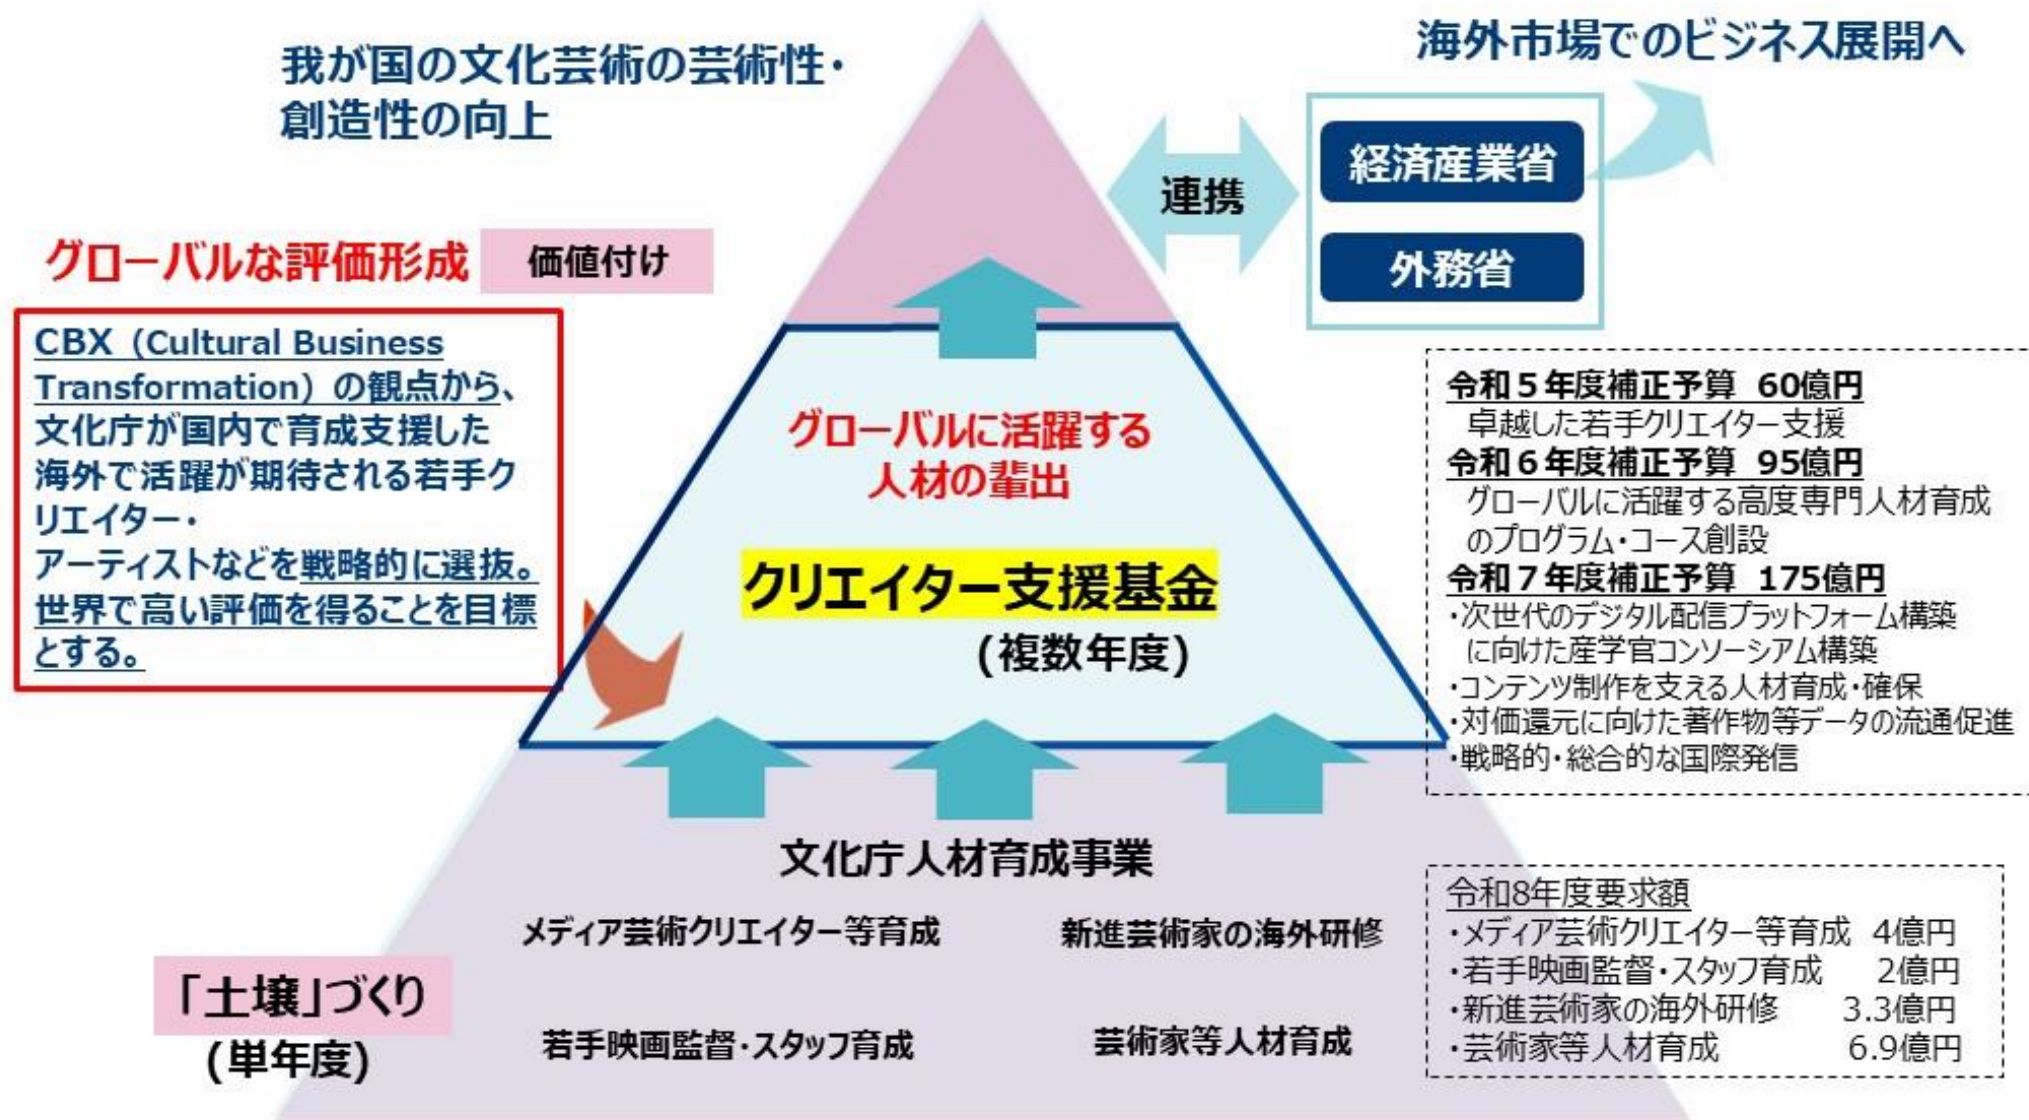 我が国の文化芸術の芸術性・
創造性の向上
海外市場でのビジネス展開へ
連携
経済産業省
外務省
グローバルな評価形成
価値付け
CBX（Cultural Business
Transformation）の観点から、
文化庁が国内で育成支援した
海外で活躍が期待される若手ク
リエイター・
アーティストなどを戦略的に選抜。
世界で高い評価を得ることを目標
とする。
グローバルに活躍する
人材の輩出
クリエイター支援基金
(複数年度)
令和５年度補正予算 60億円
卓越した若手クリエイター支援
令和６年度補正予算 95億円
グローバルに活躍する高度専門人材育成
のプログラム・コース創設
令和７年度補正予算 175億円
・次世代のデジタル配信プラットフォーム構築
に向けた産学官コンソーシアム構築
・コンテンツ制作を支える人材育成・確保
・対価還元に向けた著作物等データの流通促進
・戦略的・総合的な国際発信
文化庁人材育成事業
メディア芸術クリエイター等育成
新進芸術家の海外研修
若手映画監督・スタッフ育成
芸術家等人材育成
「土壌」づくり
(単年度)
令和8年度要求額
・メディア芸術クリエイター等育成 4億円
・若手映画監督・スタッフ育成 2億円
・新進芸術家の海外研修 3.3億円
・芸術家等人材育成 6.9億円